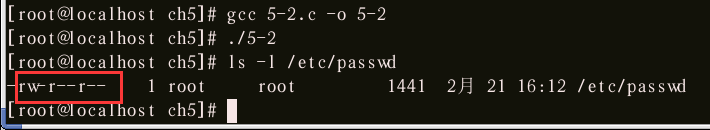 [root@localhost ch5]# gcc 5-2.c -o 5-2
[root@localhost ch5]# ./5-2
[root@localhost ch5]# ls -l /etc/passwd
-rw-r--r-- 1 root root 1441 2月 21 16:12 /etc/passwd
[root@localhost ch5]#